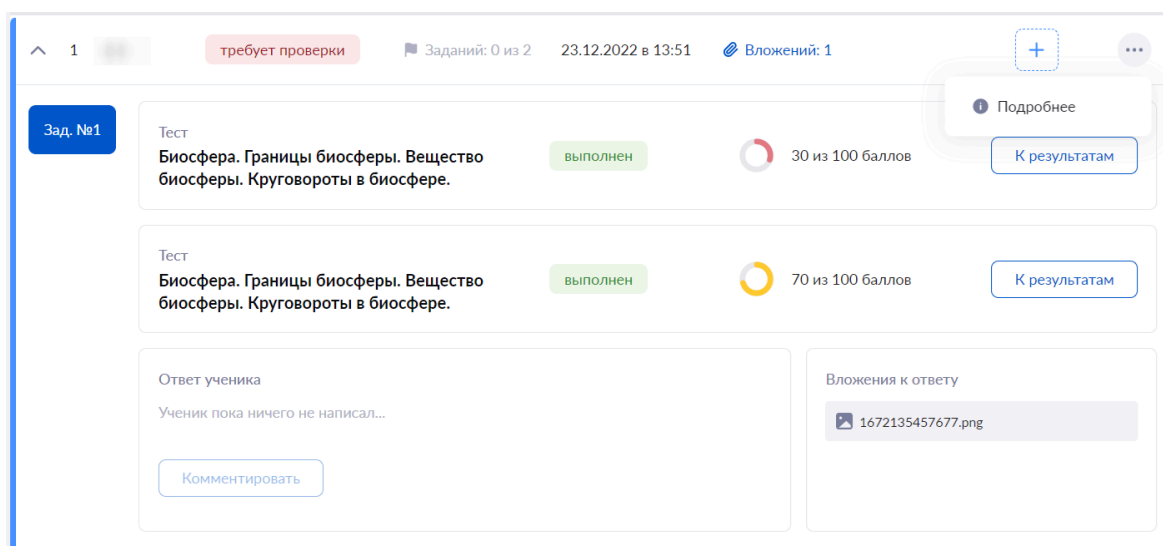 1 требует проверки Заданий: 0 из 2 23.12.2022 в 13:51 Вложений: 1 + ...
Подробнее
Зад. №1
Тест
Биосфера. Границы биосферы. Вещество
биосферы. Круговороты в биосфере.
выполнен
30 из 100 баллов
К результатам
Тест
Биосфера. Границы биосферы. Вещество
биосферы. Круговороты в биосфере.
выполнен
70 из 100 баллов
К результатам
Ответ ученика
Ученик пока ничего не написал...
Комментировать
Вложения к ответу
1672135457677.png